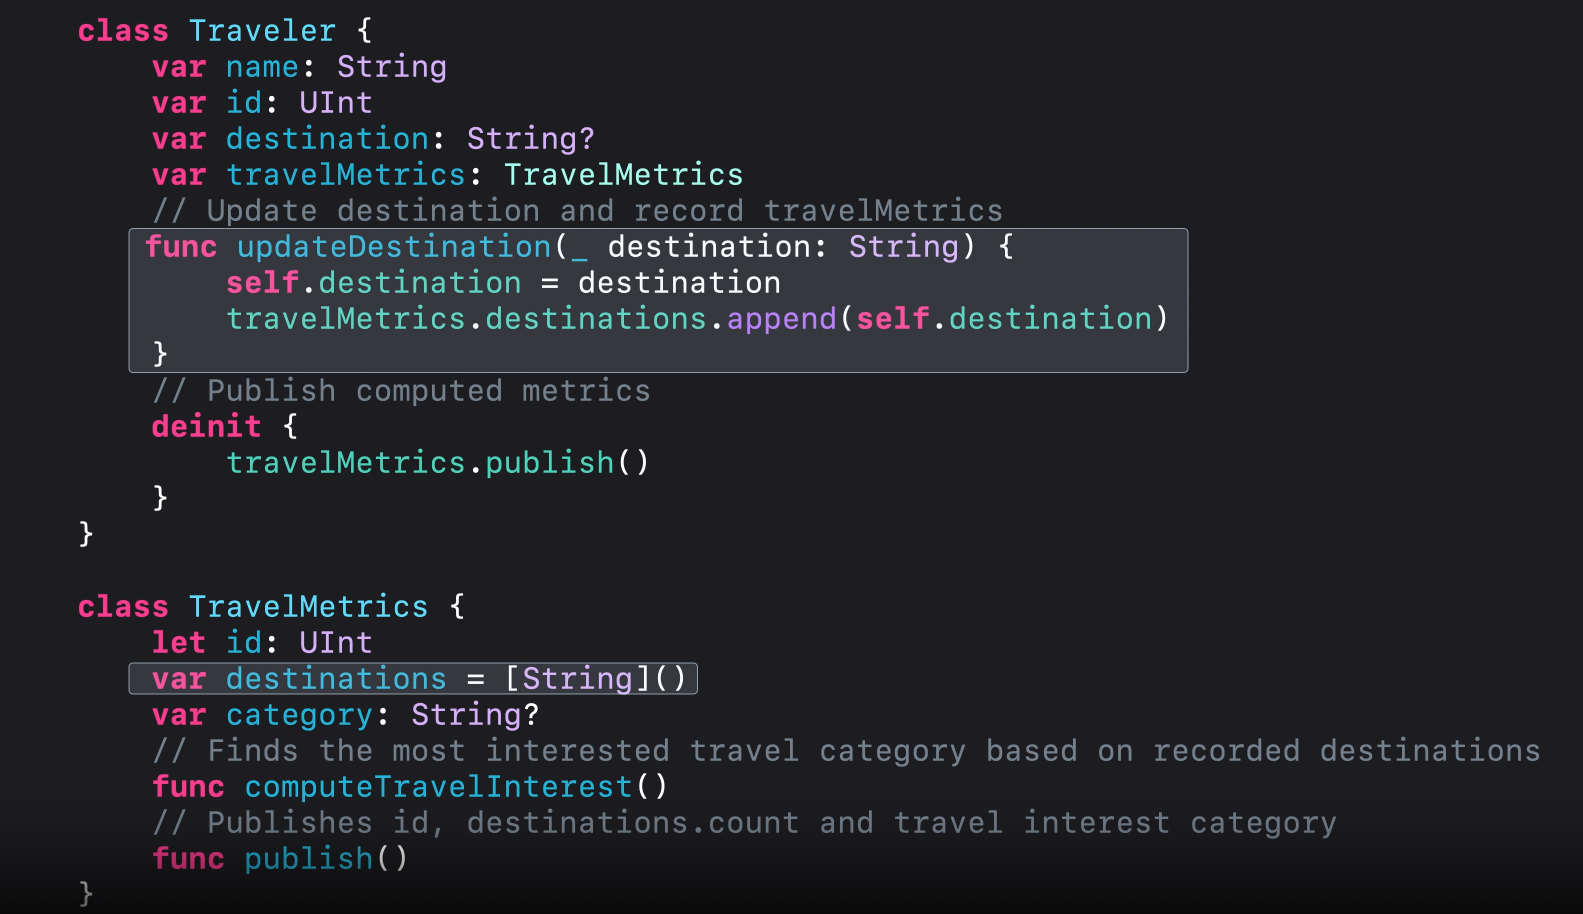 class Traveler {
var name: String
var id: UInt
var destination: String?
var travelMetrics: TravelMetrics
// Update destination and record travelMetrics
func updateDestination(_ destination: String) {
self.destination = destination
travelMetrics.destinations.append(self.destination)
}
// Publish computed metrics
deinit {
travelMetrics.publish()
}
}
class TravelMetrics {
let id: UInt
var destinations = [String]()
var category: String?
// Finds the most interested travel category based on recorded destinations
func computeTravelInterest()
// Publishes id, destinations.count and travel interest category
func publish()
}